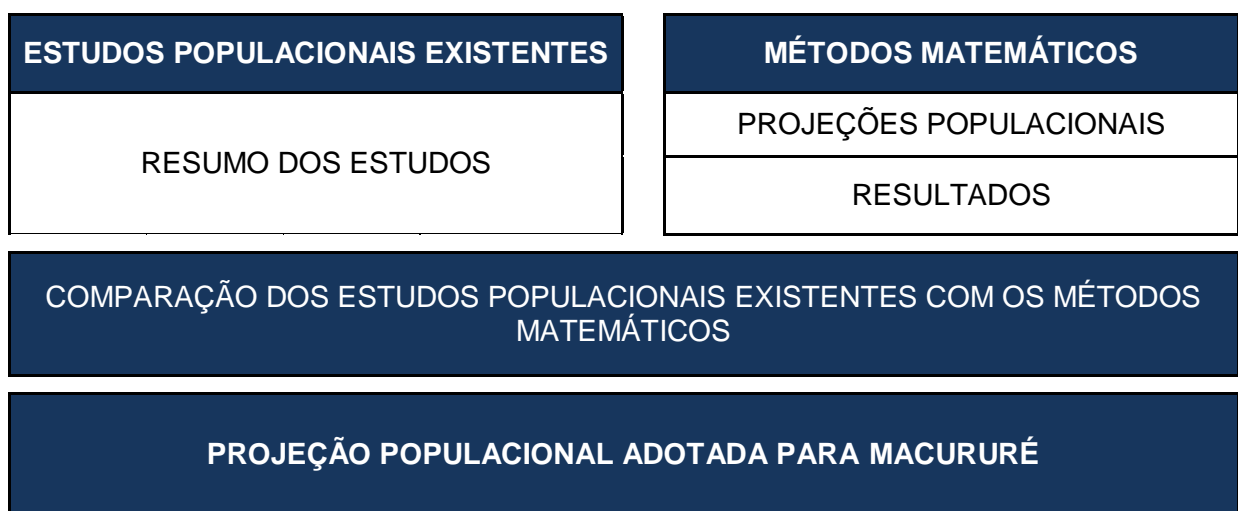 ESTUDOS POPULACIONAIS EXISTENTES
RESUMO DOS ESTUDOS
MÉTODOS MATEMÁTICOS
PROJEÇÕES POPULACIONAIS
RESULTADOS
COMPARAÇÃO DOS ESTUDOS POPULACIONAIS EXISTENTES COM OS MÉTODOS
MATEMÁTICOS
PROJEÇÃO POPULACIONAL ADOTADA PARA MACURURÉ